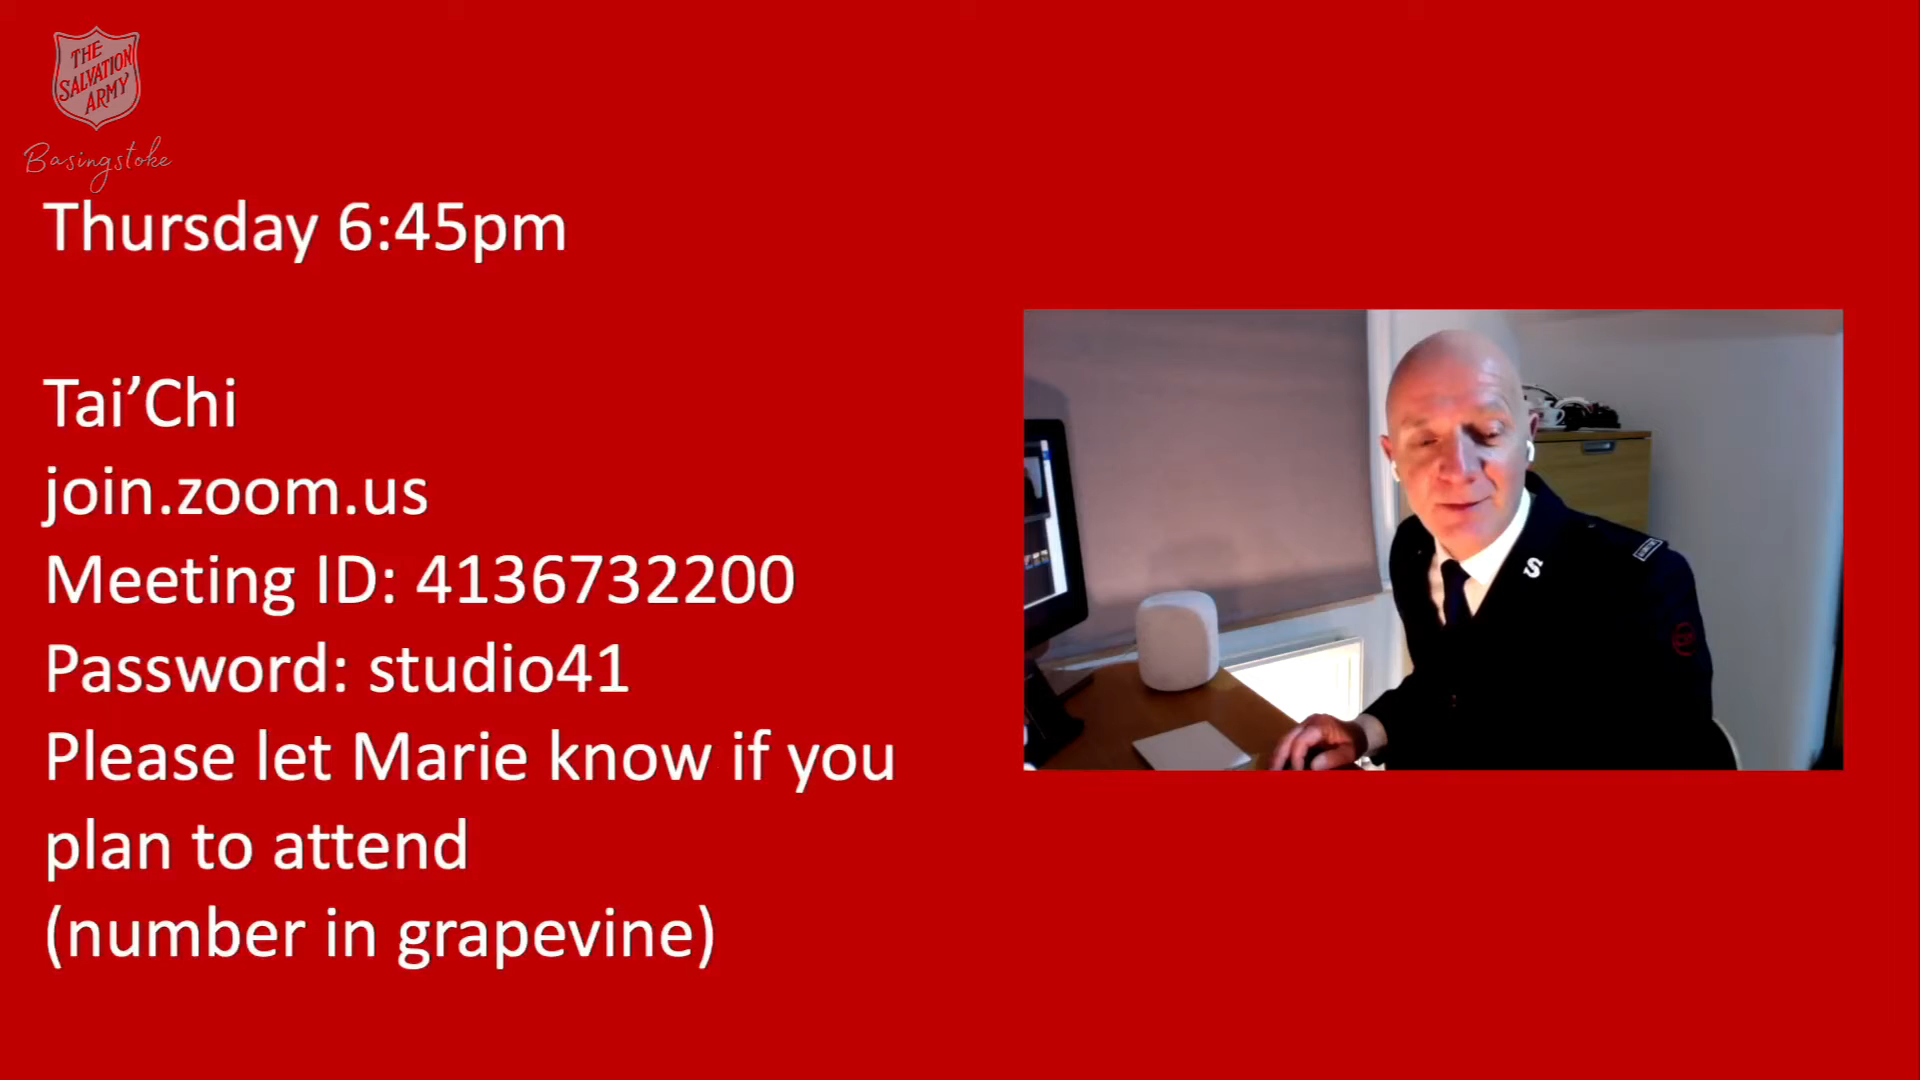 THE
SALVATION
ARMY
Basingstoke
Thursday 6:45pm
Tai’Chi
join.zoom.us
Meeting ID: 4136732200
Password: studio41
Please let Marie know if you
plan to attend
(number in grapevine)
S